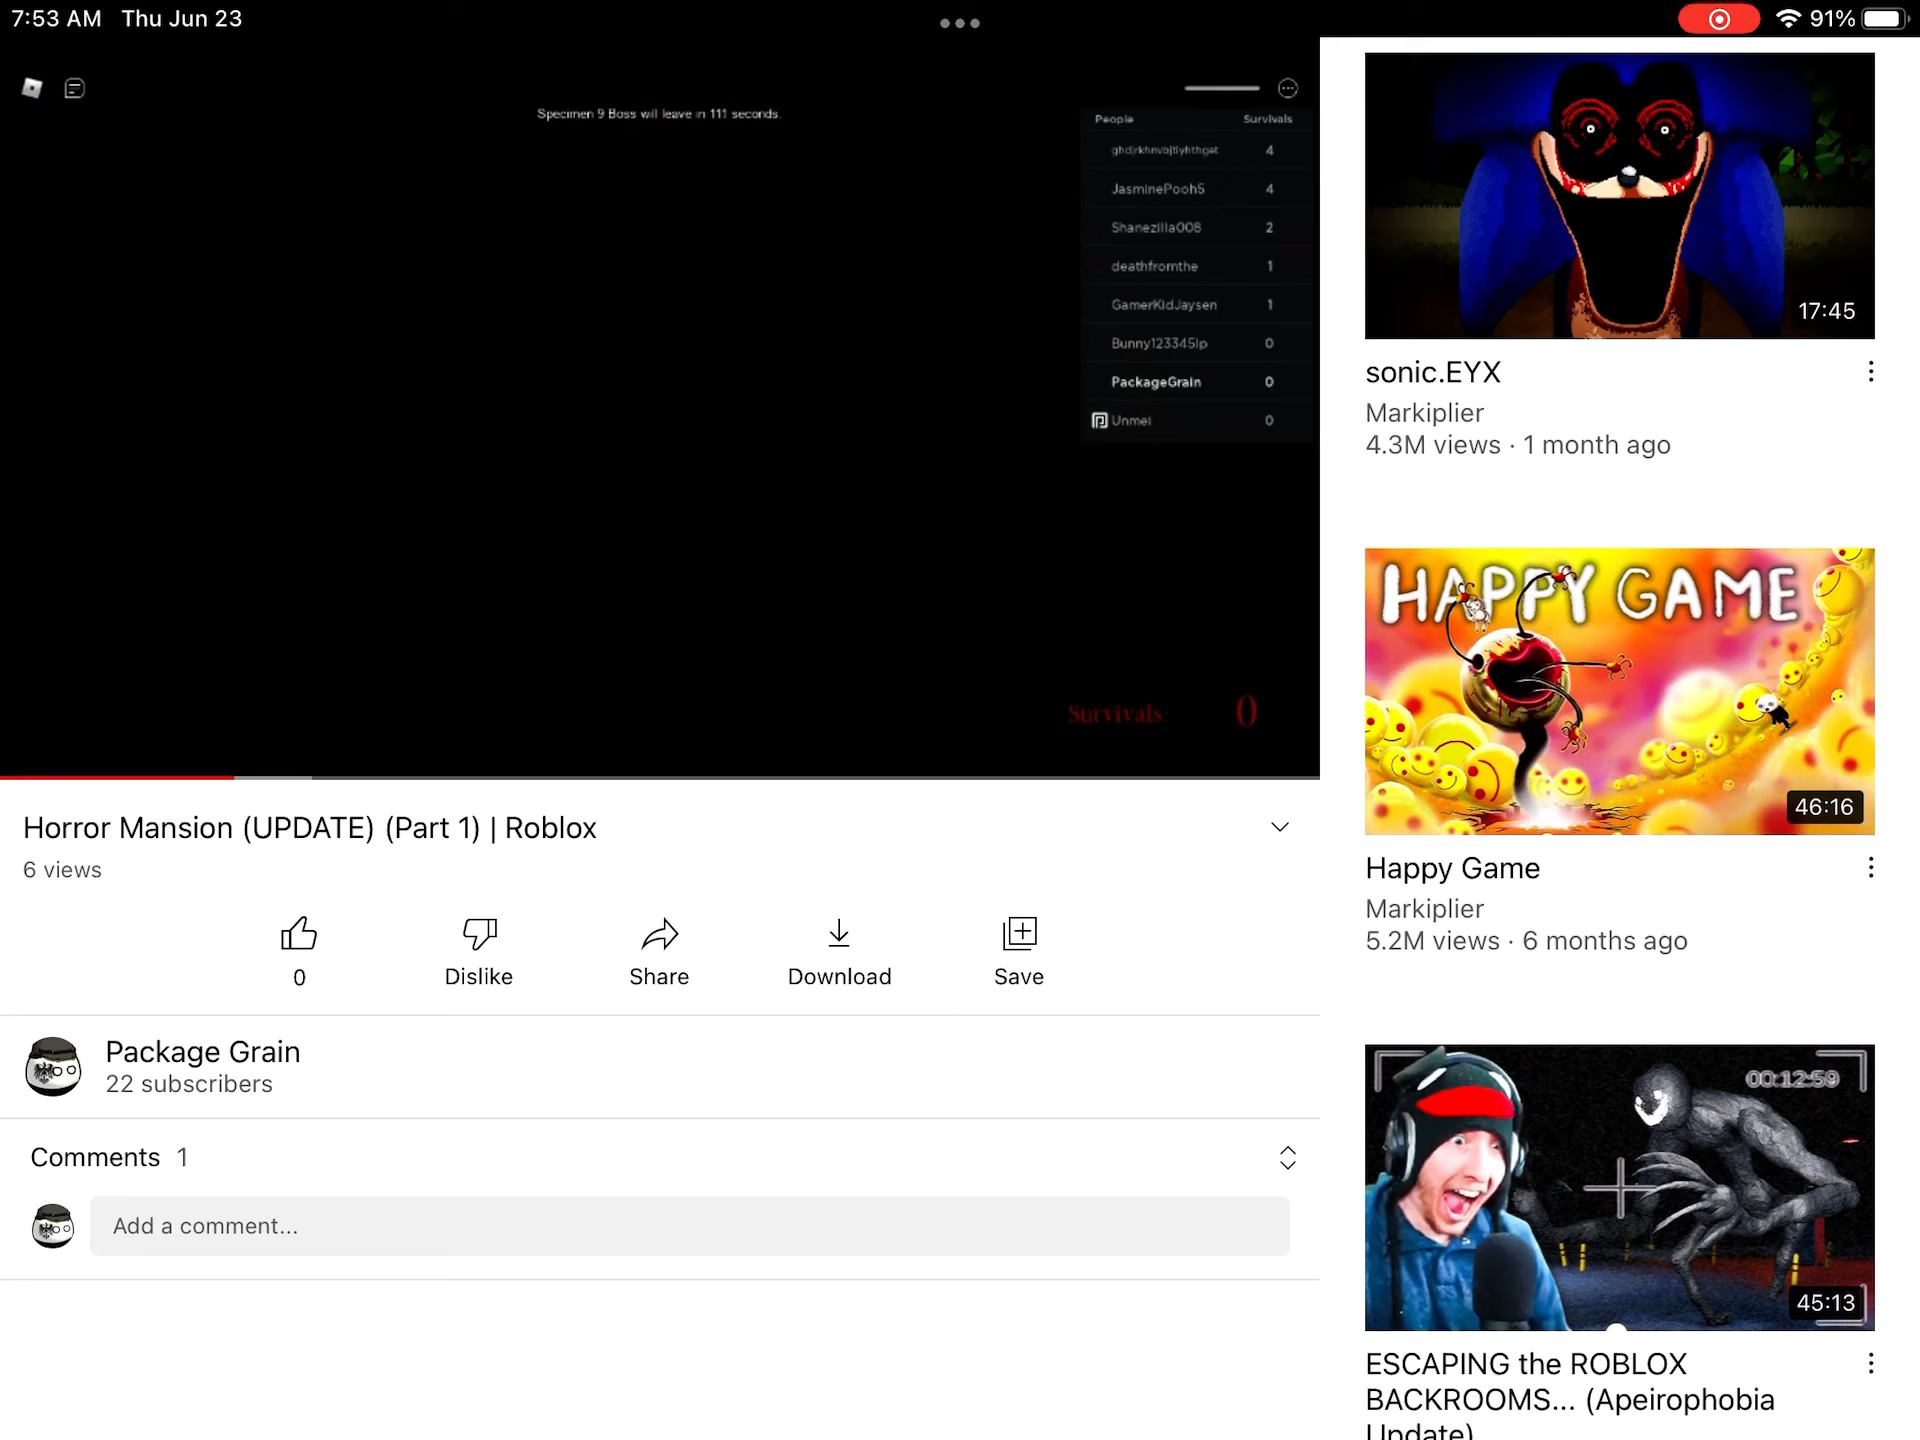 7:53 AM Thu Jun 23
91%
Specimen 9 Boss will leave in 111 seconds.
People Survivals
ghdjrkhnvbjtiyhthget 4
JasminePooh5 4
Shanezilla008 2
deathfromthe 1
GamerKidJaysen 1
Bunny123345lp 0
PackageGrain 0
Unmei 0
Survivals: 0
Horror Mansion (UPDATE) (Part 1) | Roblox
6 views
0 Dislike Share Download Save
Package Grain
22 subscribers
Comments 1
Add a comment...
17:45
sonic.EYX
Markiplier
4.3M views · 1 month ago
HAPPY GAME
46:16
Happy Game
Markiplier
5.2M views · 6 months ago
00:12:59
45:13
ESCAPING the ROBLOX
BACKROOMS... (Apeirophobia
Update)